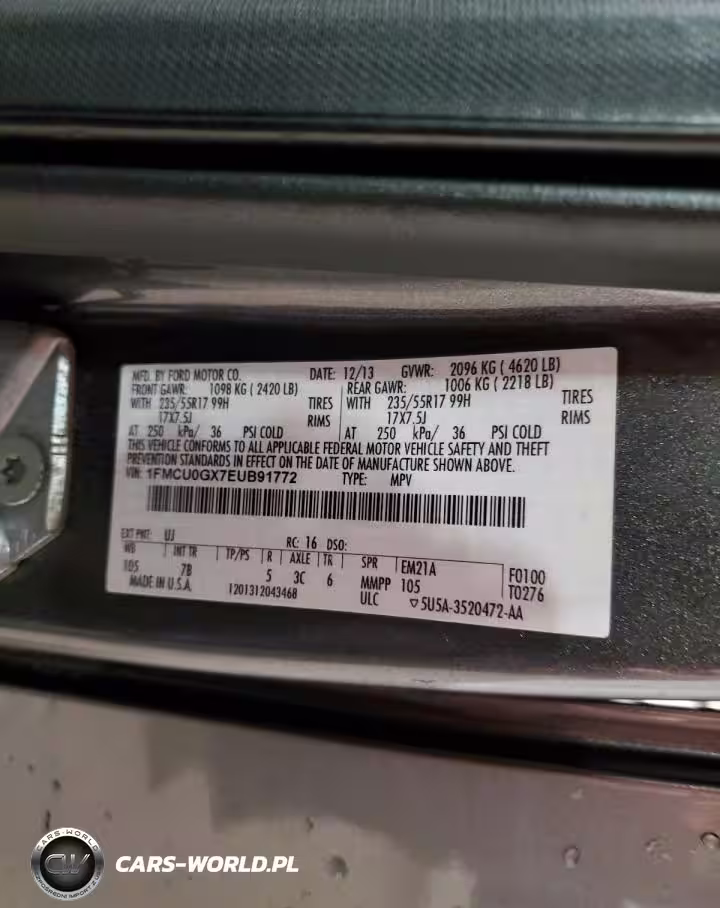 MFD. BY FORD MOTOR CO. DATE: 12/13 GVWR: 2096 KG ( 4620 LB)
FRONT GAWR: 1098 KG ( 2420 LB) REAR GAWR: 1006 KG ( 2218 LB)
WITH 235/55R17 99H TIRES WITH 235/55R17 99H TIRES
17X7.5J RIMS 17X7.5J RIMS
AT 250 kPa/ 36 PSI COLD AT 250 kPa/ 36 PSI COLD
THIS VEHICLE CONFORMS TO ALL APPLICABLE FEDERAL MOTOR VEHICLE SAFETY AND THEFT
PREVENTION STANDARDS IN EFFECT ON THE DATE OF MANUFACTURE SHOWN ABOVE.
VIN: 1FMCU0GX7EUB91772 TYPE: MPV
EXT PNT: UJ RC: 16 DSO:
WB INT TR TP/PS R AXLE TR SPR EM21A F0100
105 7B 5 3C 6 MMPP 105 T0276
MADE IN U.S.A. 1201312043468 ULC ▽5U5A-3520472-AA
CARS-WORLD
CW
CARS-WORLD.PL